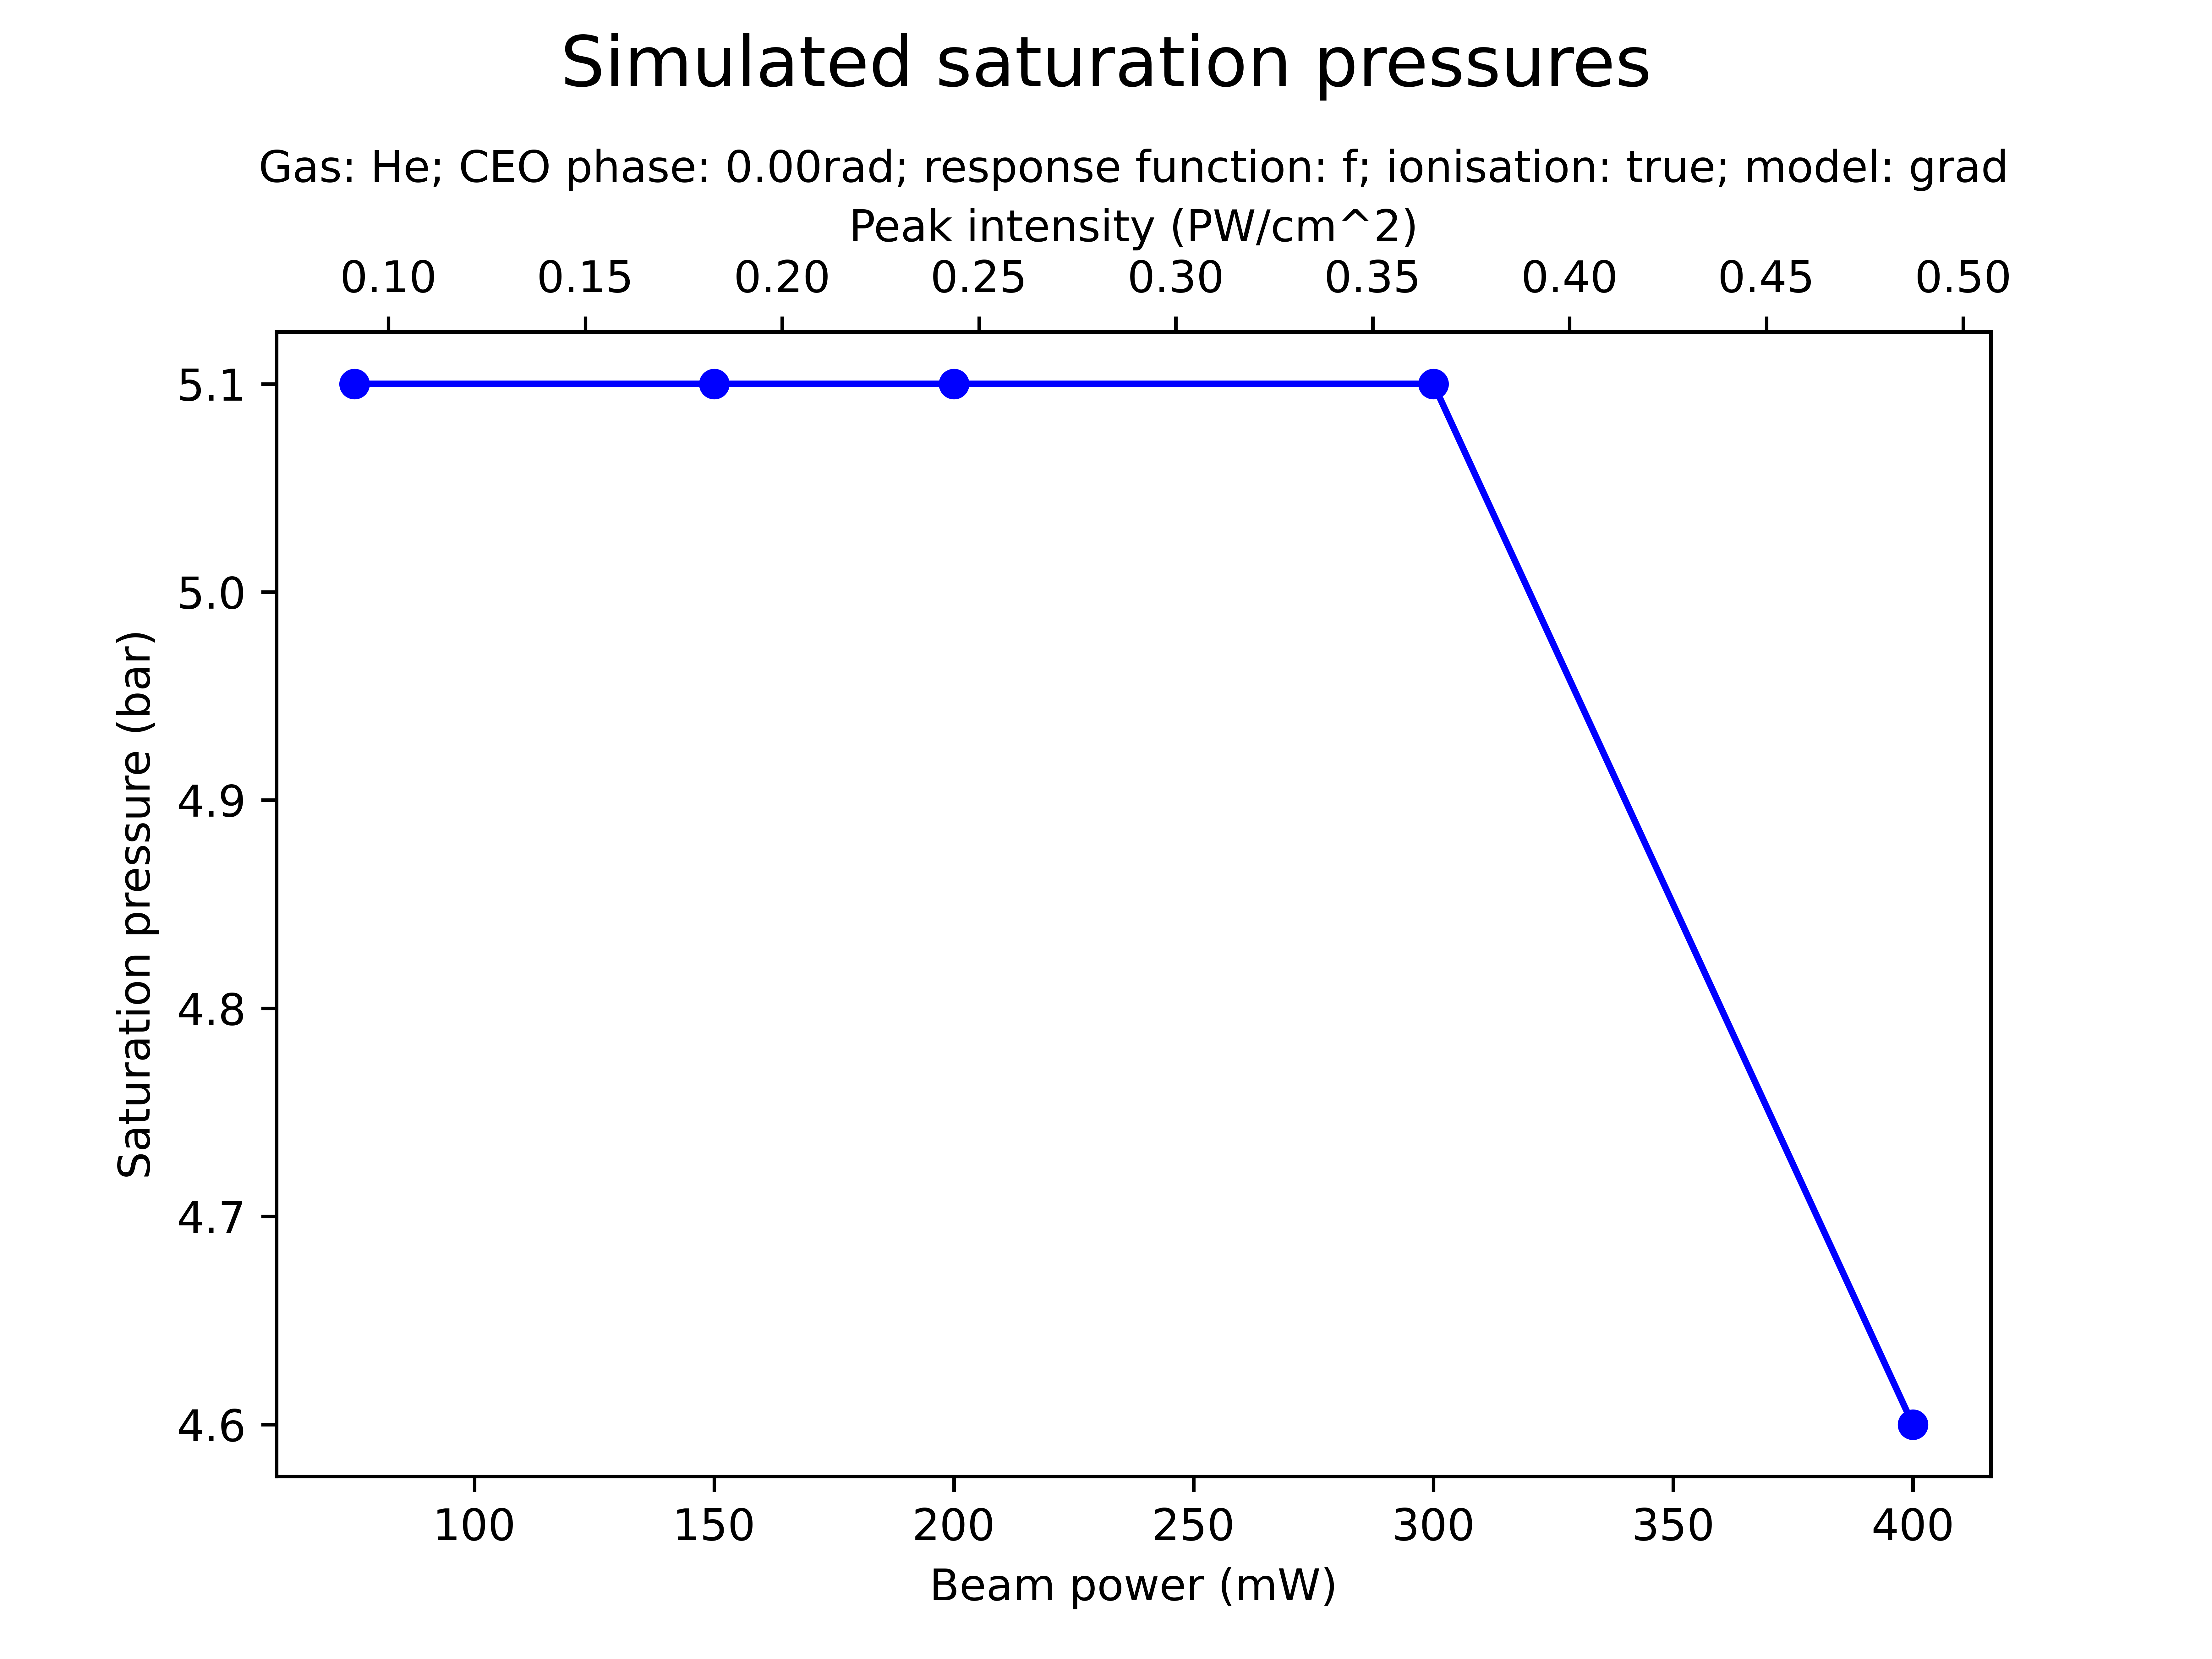 Simulated saturation pressures
Gas: He; CEO phase: 0.00rad; response function: f; ionisation: true; model: grad
Peak intensity (PW/cm^2)
0.10 0.15 0.20 0.25 0.30 0.35 0.40 0.45 0.50
5.1
5.0
4.9
4.8
4.7
4.6
Saturation pressure (bar)
100 150 200 250 300 350 400
Beam power (mW)